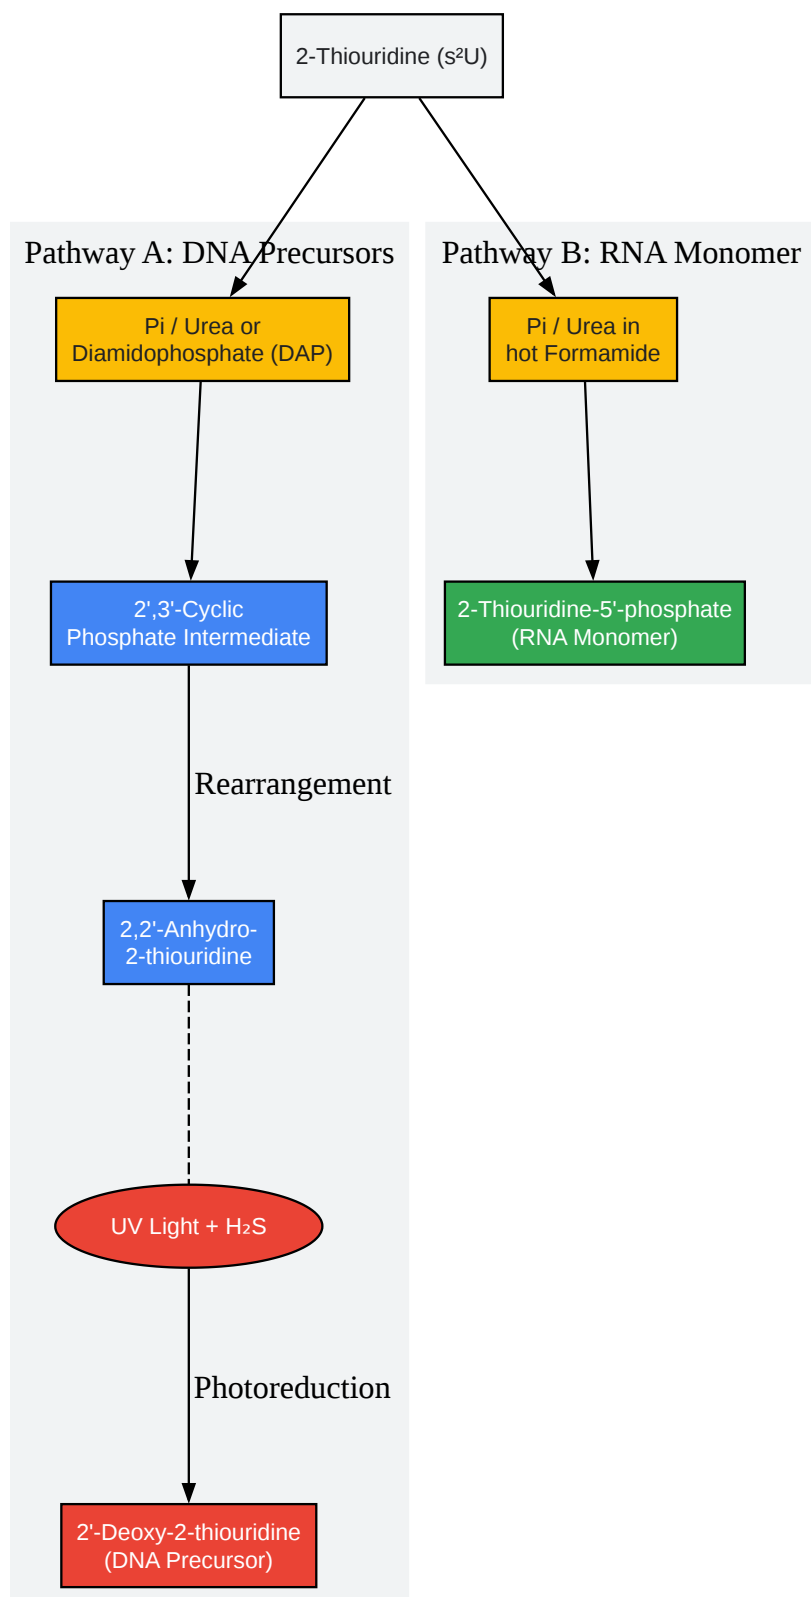 2-Thiouridine (s²U)
Pathway A: DNA Precursors
Pi / Urea or
Diamidophosphate (DAP)
2',3'-Cyclic
Phosphate Intermediate
Rearrangement
2,2'-Anhydro-
2-thiouridine
UV Light + H₂S
Photoreduction
2'-Deoxy-2-thiouridine
(DNA Precursor)
Pathway B: RNA Monomer
Pi / Urea in
hot Formamide
2-Thiouridine-5'-phosphate
(RNA Monomer)